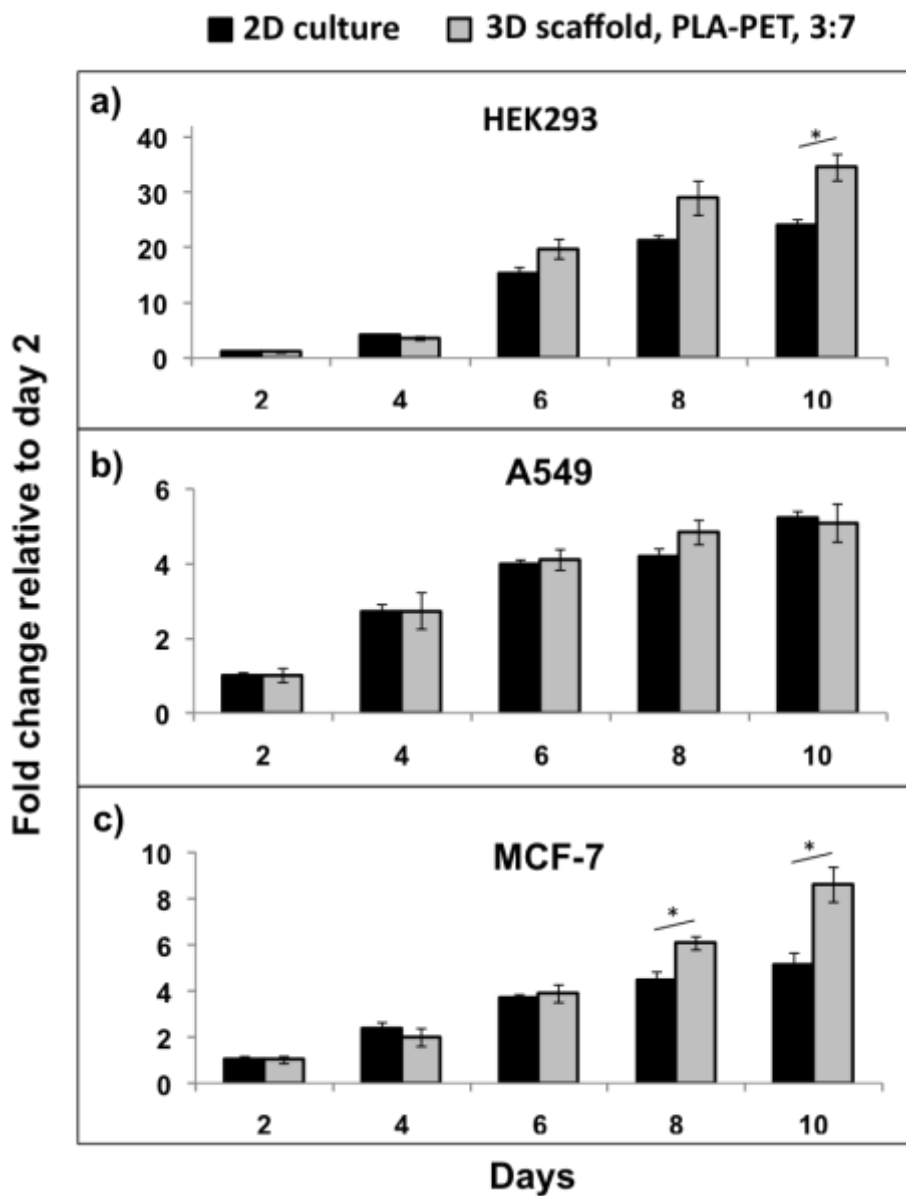 2D culture 3D scaffold, PLA-PET, 3:7
Fold change relative to day 2
a)
HEK293
40
30
20
10
0
*
2 4 6 8 10
b)
A549
6
4
2
0
2 4 6 8 10
c)
MCF-7
10
8
6
4
2
0
*
*
2 4 6 8 10
Days